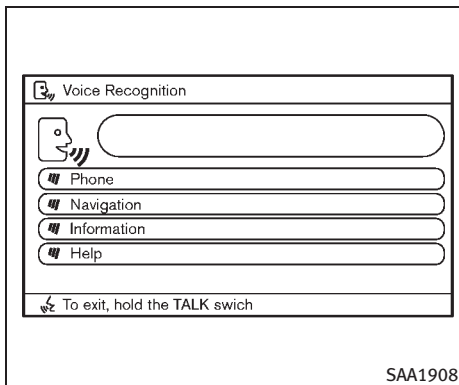 Voice Recognition
Phone
Navigation
Information
Help
To exit, hold the TALK swich
SAA1908